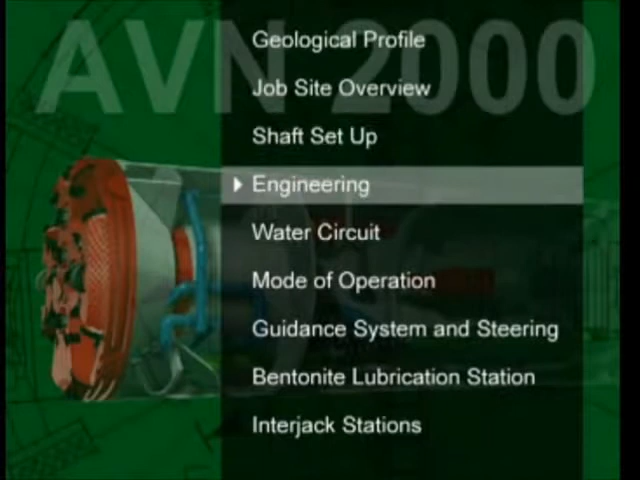 AVN 2000
Geological Profile
Job Site Overview
Shaft Set Up
Engineering
Water Circuit
Mode of Operation
Guidance System and Steering
Bentonite Lubrication Station
Interjack Stations